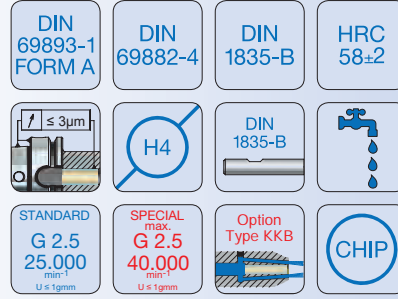 DIN
69893-1
FORM A
DIN
69882-4
DIN
1835-B
HRC
58±2
≤ 3µm
H4
DIN
1835-B
STANDARD
G 2.5
25.000
min⁻¹
U ≤ 1gmm
SPECIAL
max.
G 2.5
40.000
min⁻¹
U ≤ 1gmm
Option
Type KKB
CHIP